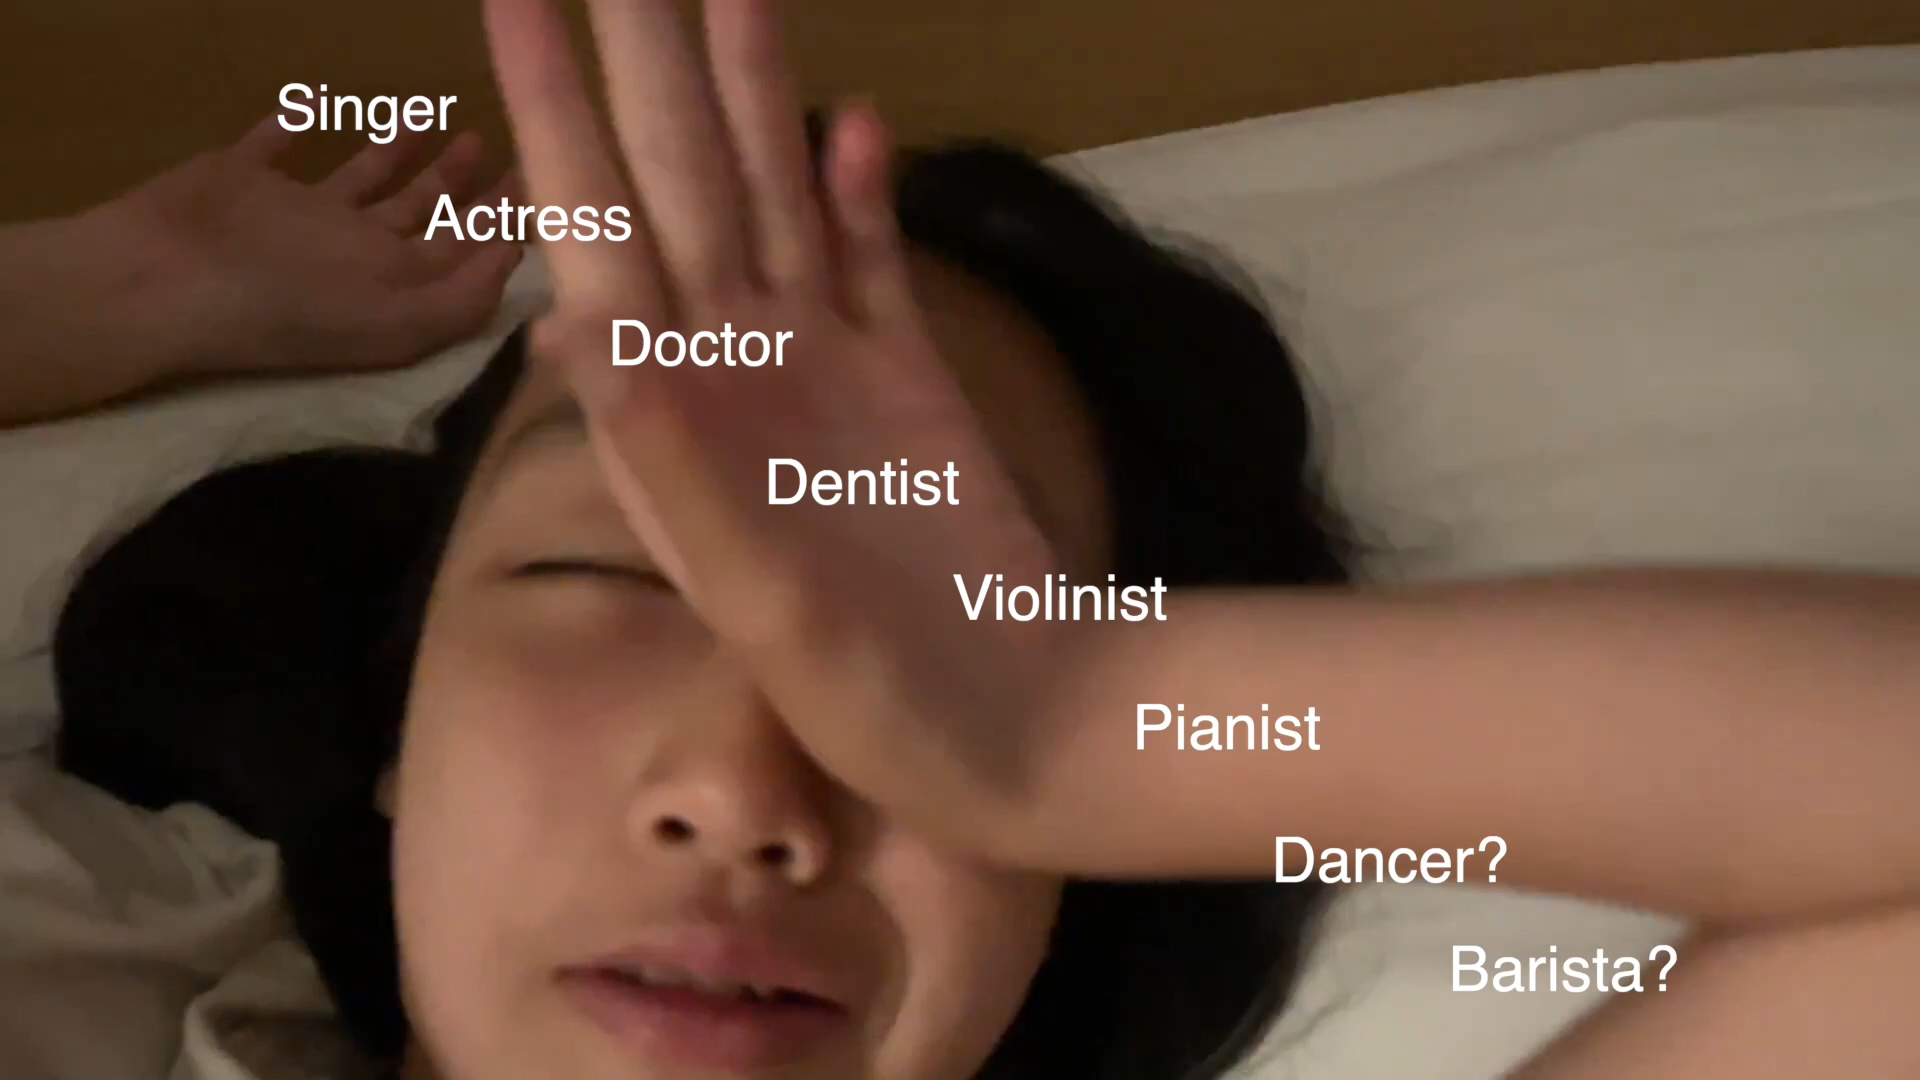 Singer
Actress
Doctor
Dentist
Violinist
Pianist
Dancer?
Barista?